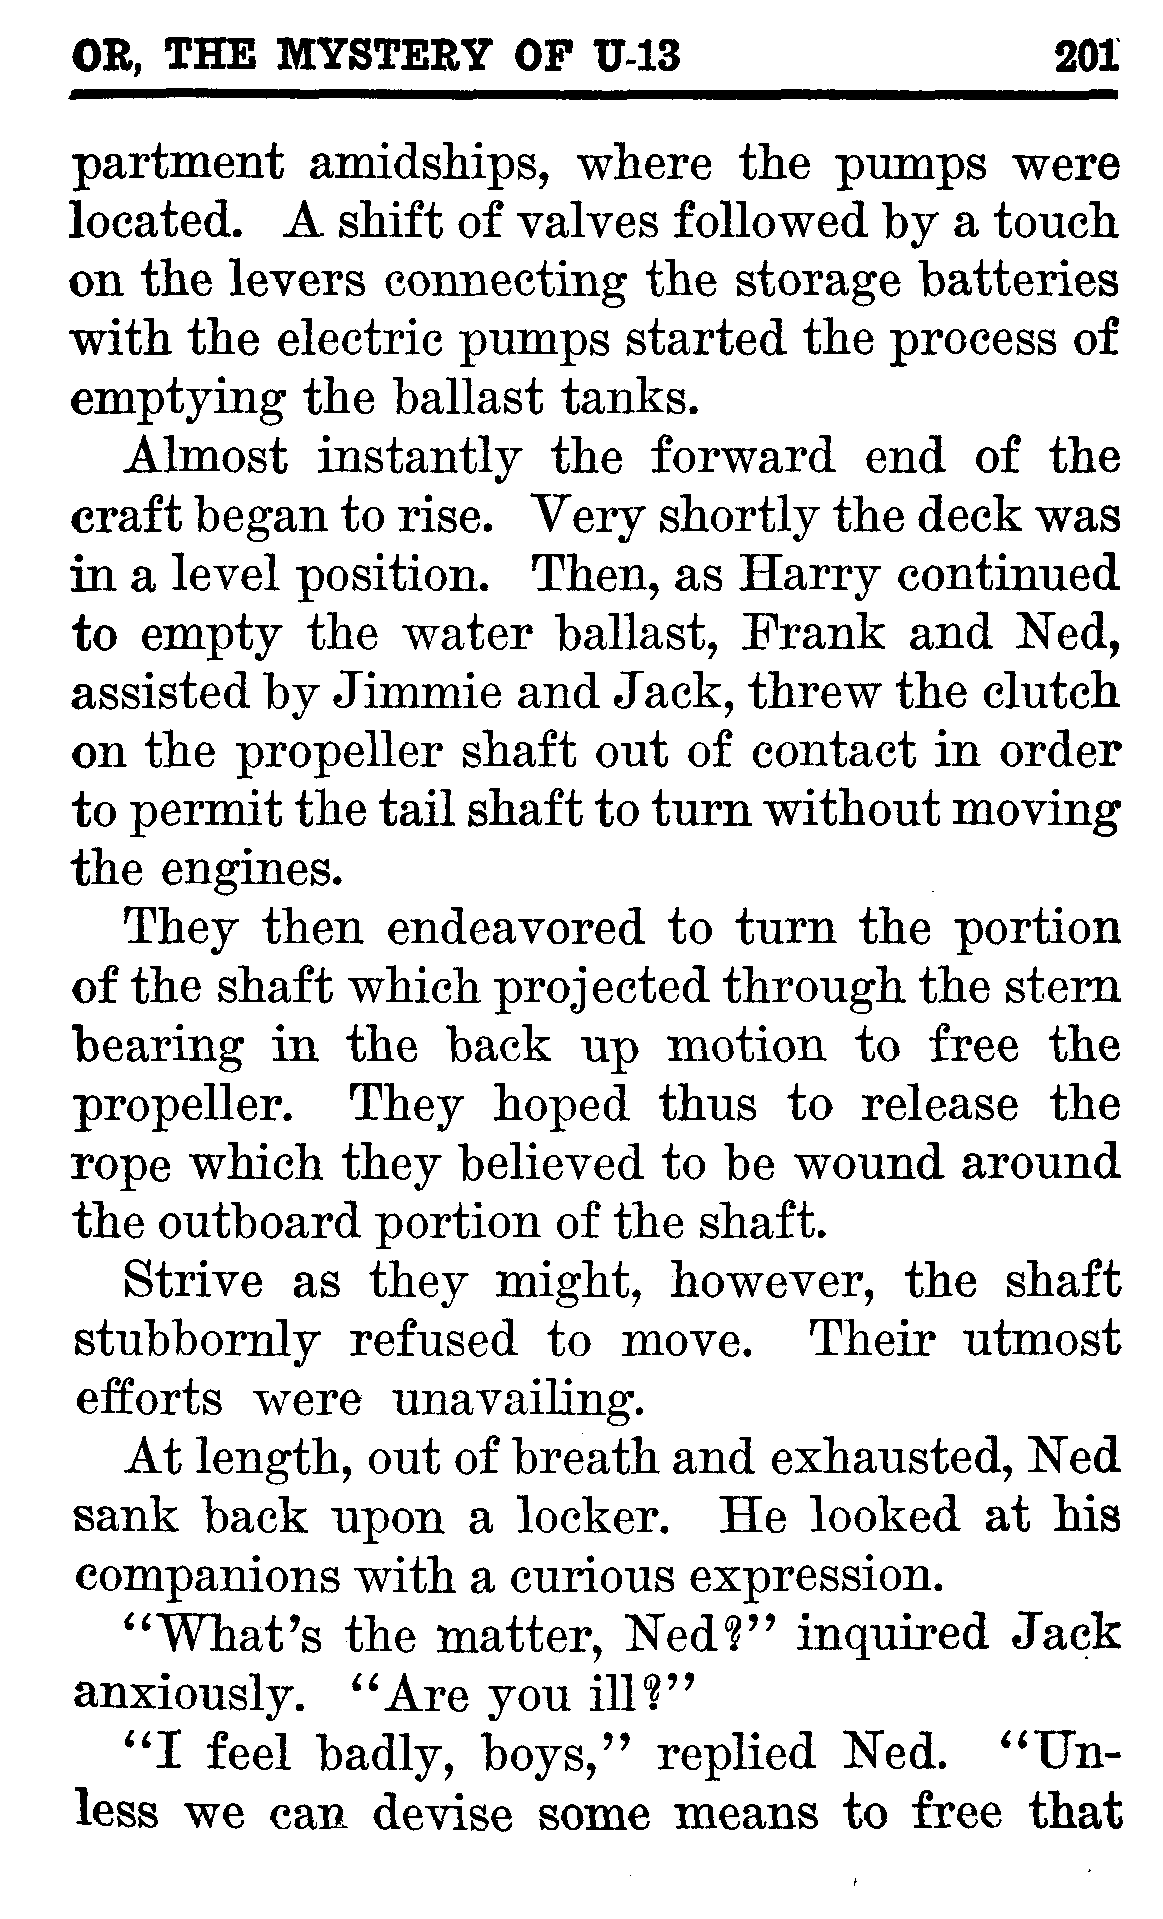 OR, THE MYSTERY OF U-13 201
partment amidships, where the pumps were
located. A shift of valves followed by a touch
on the levers connecting the storage batteries
with the electric pumps started the process of
emptying the ballast tanks.
Almost instantly the forward end of the
craft began to rise. Very shortly the deck was
in a level position. Then, as Harry continued
to empty the water ballast, Frank and Ned,
assisted by Jimmie and Jack, threw the clutch
on the propeller shaft out of contact in order
to permit the tail shaft to turn without moving
the engines.
They then endeavored to turn the portion
of the shaft which projected through the stern
bearing in the back up motion to free the
propeller. They hoped thus to release the
rope which they believed to be wound around
the outboard portion of the shaft.
Strive as they might, however, the shaft
stubbornly refused to move. Their utmost
efforts were unavailing.
At length, out of breath and exhausted, Ned
sank back upon a locker. He looked at his
companions with a curious expression.
“What’s the matter, Ned?” inquired Jack
anxiously. “Are you ill?”
“I feel badly, boys,” replied Ned. “Un-
less we can devise some means to free that